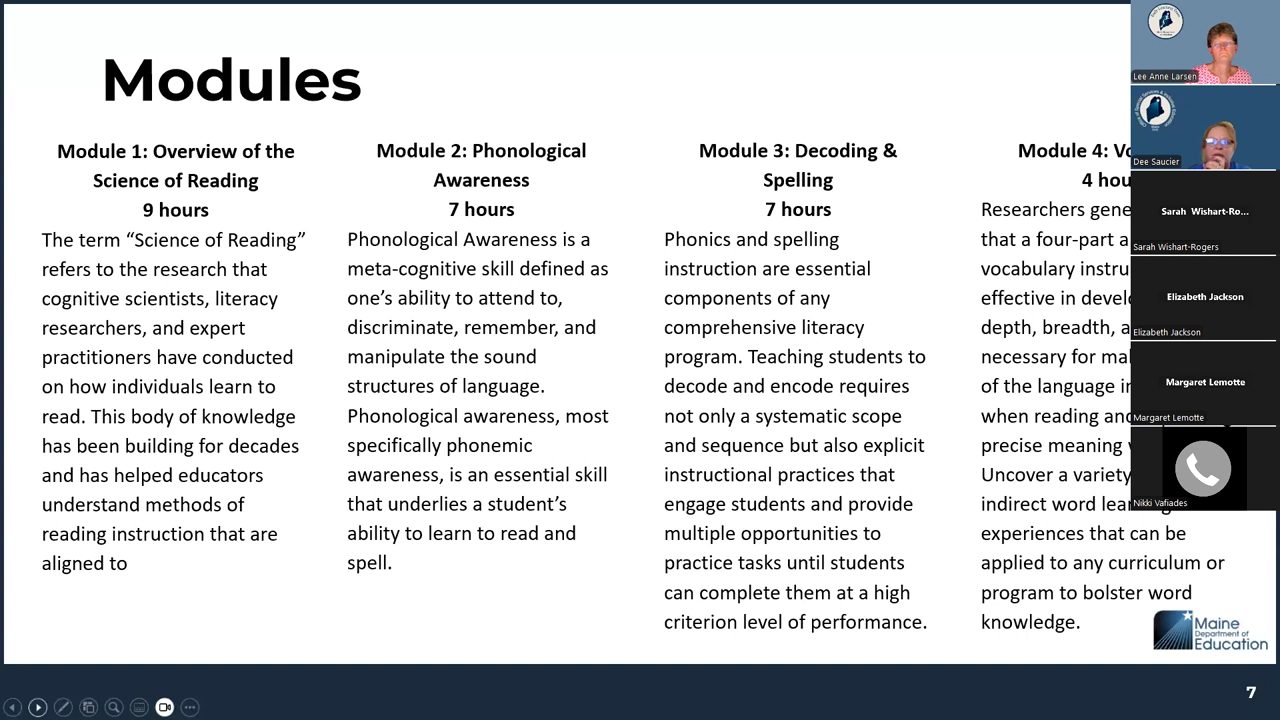 Modules
Module 1: Overview of the
Science of Reading
9 hours
The term “Science of Reading”
refers to the research that
cognitive scientists, literacy
researchers, and expert
practitioners have conducted
on how individuals learn to
read. This body of knowledge
has been building for decades
and has helped educators
understand methods of
reading instruction that are
aligned to
Module 2: Phonological
Awareness
7 hours
Phonological Awareness is a
meta-cognitive skill defined as
one’s ability to attend to,
discriminate, remember, and
manipulate the sound
structures of language.
Phonological awareness, most
specifically phonemic
awareness, is an essential skill
that underlies a student’s
ability to learn to read and
spell.
Module 3: Decoding &
Spelling
7 hours
Phonics and spelling
instruction are essential
components of any
comprehensive literacy
program. Teaching students to
decode and encode requires
not only a systematic scope
and sequence but also explicit
instructional practices that
engage students and provide
multiple opportunities to
practice tasks until students
can complete them at a high
criterion level of performance.
Module 4:
4
Researchers
that a four-part
vocabulary
effective in
depth, breadth,
necessary for
of the language
when reading
precise meaning
Uncover a variety
indirect word
experiences that can be
applied to any curriculum or
program to bolster word
knowledge.
Lee Anne Larsen
Dee Saucier
Sarah Wishart-Ro...
Sarah Wishart-Rogers
Elizabeth Jackson
Elizabeth Jackson
Margaret Lemotte
Margaret Lemotte
Nikki Vafiades
Maine
Department of
Education
7